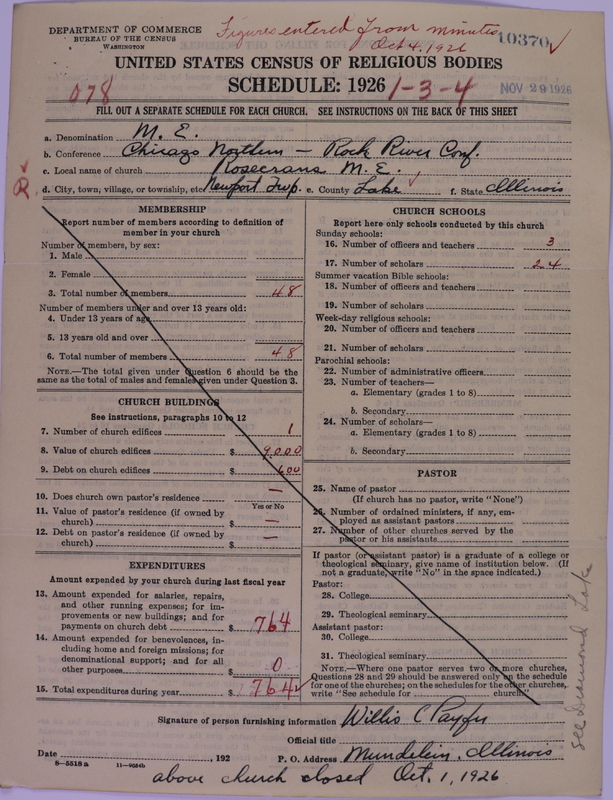 DEPARTMENT OF COMMERCE
BUREAU OF THE CENSUS
WASHINGTON
Figures entered from minutes
Oct 4, 1926
10370
UNITED STATES CENSUS OF RELIGIOUS BODIES
SCHEDULE: 1926
1-3-4
078
NOV 29 1926
FILL OUT A SEPARATE SCHEDULE FOR EACH CHURCH. SEE INSTRUCTIONS ON THE BACK OF THIS SHEET
a. Denomination M. E.
b. Conference Chicago Northern — Rock River Conf.
c. Local name of church Rosecrans M. E.
R
d. City, town, village, or township, etc. Newport Twp. e. County Lake f. State Illinois
MEMBERSHIP
Report number of members according to definition of
member in your church
Number of members, by sex:
1. Male
2. Female
3. Total number of members 48
Number of members under and over 13 years old:
4. Under 13 years of age
5. 13 years old and over
6. Total number of members 48
NOTE.—The total given under Question 6 should be the
same as the total of males and females given under Question 3.
CHURCH BUILDINGS
See instructions, paragraphs 10 to 12
7. Number of church edifices 1
8. Value of church edifices $ 9,000
9. Debt on church edifices $ 600
10. Does church own pastor's residence —
Yes or No
11. Value of pastor's residence (if owned by
church) $ —
12. Debt on pastor's residence (if owned by
church) $ —
EXPENDITURES
Amount expended by your church during last fiscal year
13. Amount expended for salaries, repairs,
and other running expenses; for im-
provements or new buildings; and for
payments on church debt $ 764
14. Amount expended for benevolences, in-
cluding home and foreign missions; for
denominational support; and for all
other purposes $ 0
15. Total expenditures during year $ 764
CHURCH SCHOOLS
Report here only schools conducted by this church
Sunday schools:
16. Number of officers and teachers 3
17. Number of scholars 24
Summer vacation Bible schools:
18. Number of officers and teachers
19. Number of scholars
Week-day religious schools:
20. Number of officers and teachers
21. Number of scholars
Parochial schools:
22. Number of administrative officers
23. Number of teachers—
a. Elementary (grades 1 to 8)
b. Secondary
24. Number of scholars—
a. Elementary (grades 1 to 8)
b. Secondary
PASTOR
25. Name of pastor
(If church has no pastor, write "None")
26. Number of ordained ministers, if any, em-
ployed as assistant pastors
27. Number of other churches served by the
pastor or his assistants
If pastor (or assistant pastor) is a graduate of a college or
theological seminary, give name of institution below. (If
not a graduate, write "No" in the space indicated.)
Pastor:
28. College
29. Theological seminary
Assistant pastor:
30. College
31. Theological seminary
NOTE.—Where one pastor serves two or more churches,
Questions 28 and 29 should be answered only on the schedule
for one of the churches; on the schedules for the other churches,
write "See schedule for church"
see Diamond Lake
Signature of person furnishing information Willis C
Official title
Date , 192 P. O. Address Mundelein, Illinois
8—5518 a 11—9084b
above church closed Oct. 1, 1926